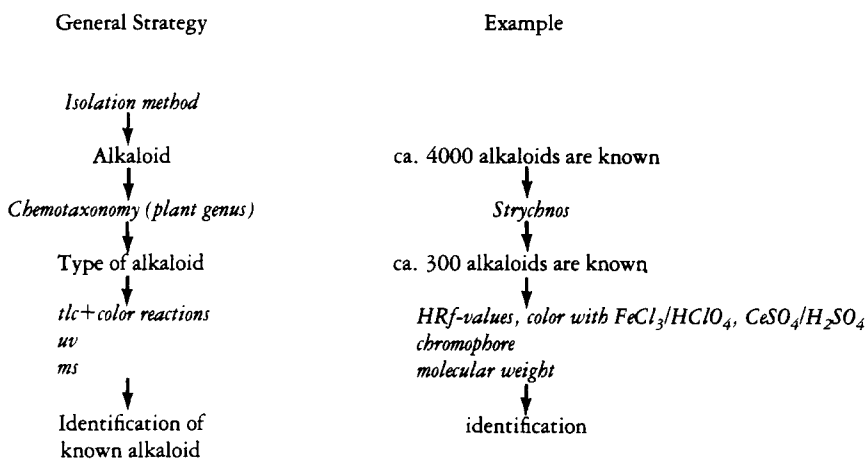 General Strategy
Example
Isolation method
Alkaloid
ca. 4000 alkaloids are known
Chemotaxonomy (plant genus)
Strychnos
Type of alkaloid
ca. 300 alkaloids are known
tlc+color reactions
HRf-values, color with FeCl₃/HClO₄, CeSO₄/H₂SO₄
uv
chromophore
ms
molecular weight
Identification of
known alkaloid
identification